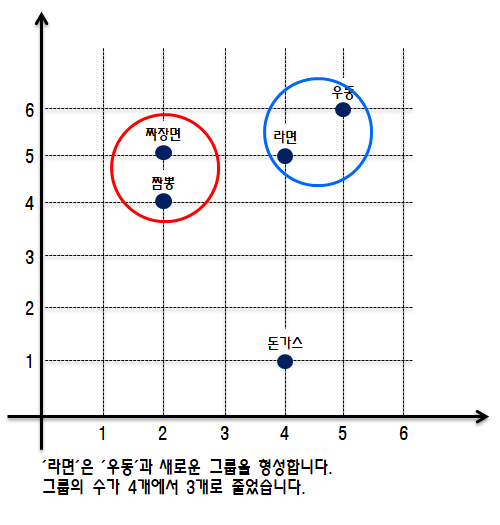 우동
6
짜장면
라면
5
짬뽕
4
3
2
돈가스
1
1 2 3 4 5 6
´라면´은 ´우동´과 새로운 그룹을 형성합니다.
그룹의 수가 4개에서 3개로 줄었습니다.